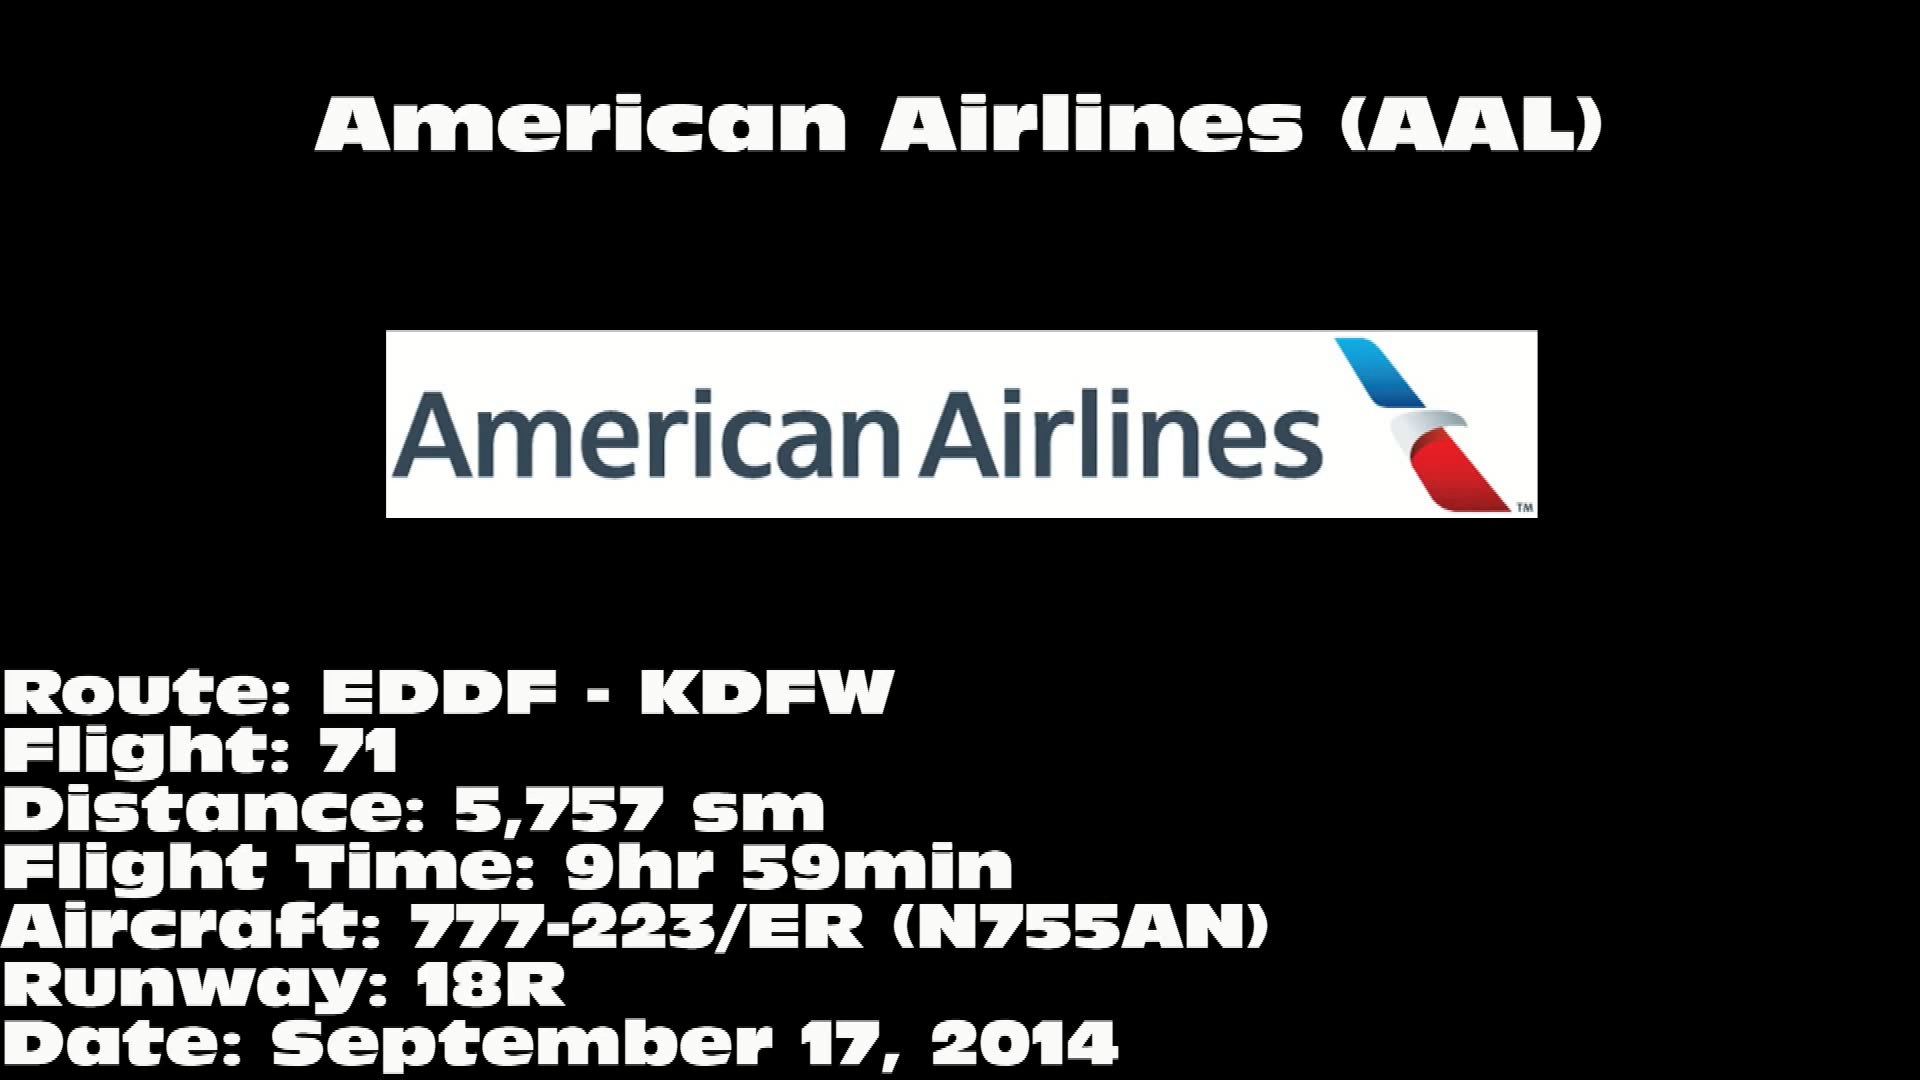 American Airlines (AAL)
American Airlines
TM
Route: EDDF - KDFW
Flight: 71
Distance: 5,757 sm
Flight Time: 9hr 59min
Aircraft: 777-223/ER (N755AN)
Runway: 18R
Date: September 17, 2014